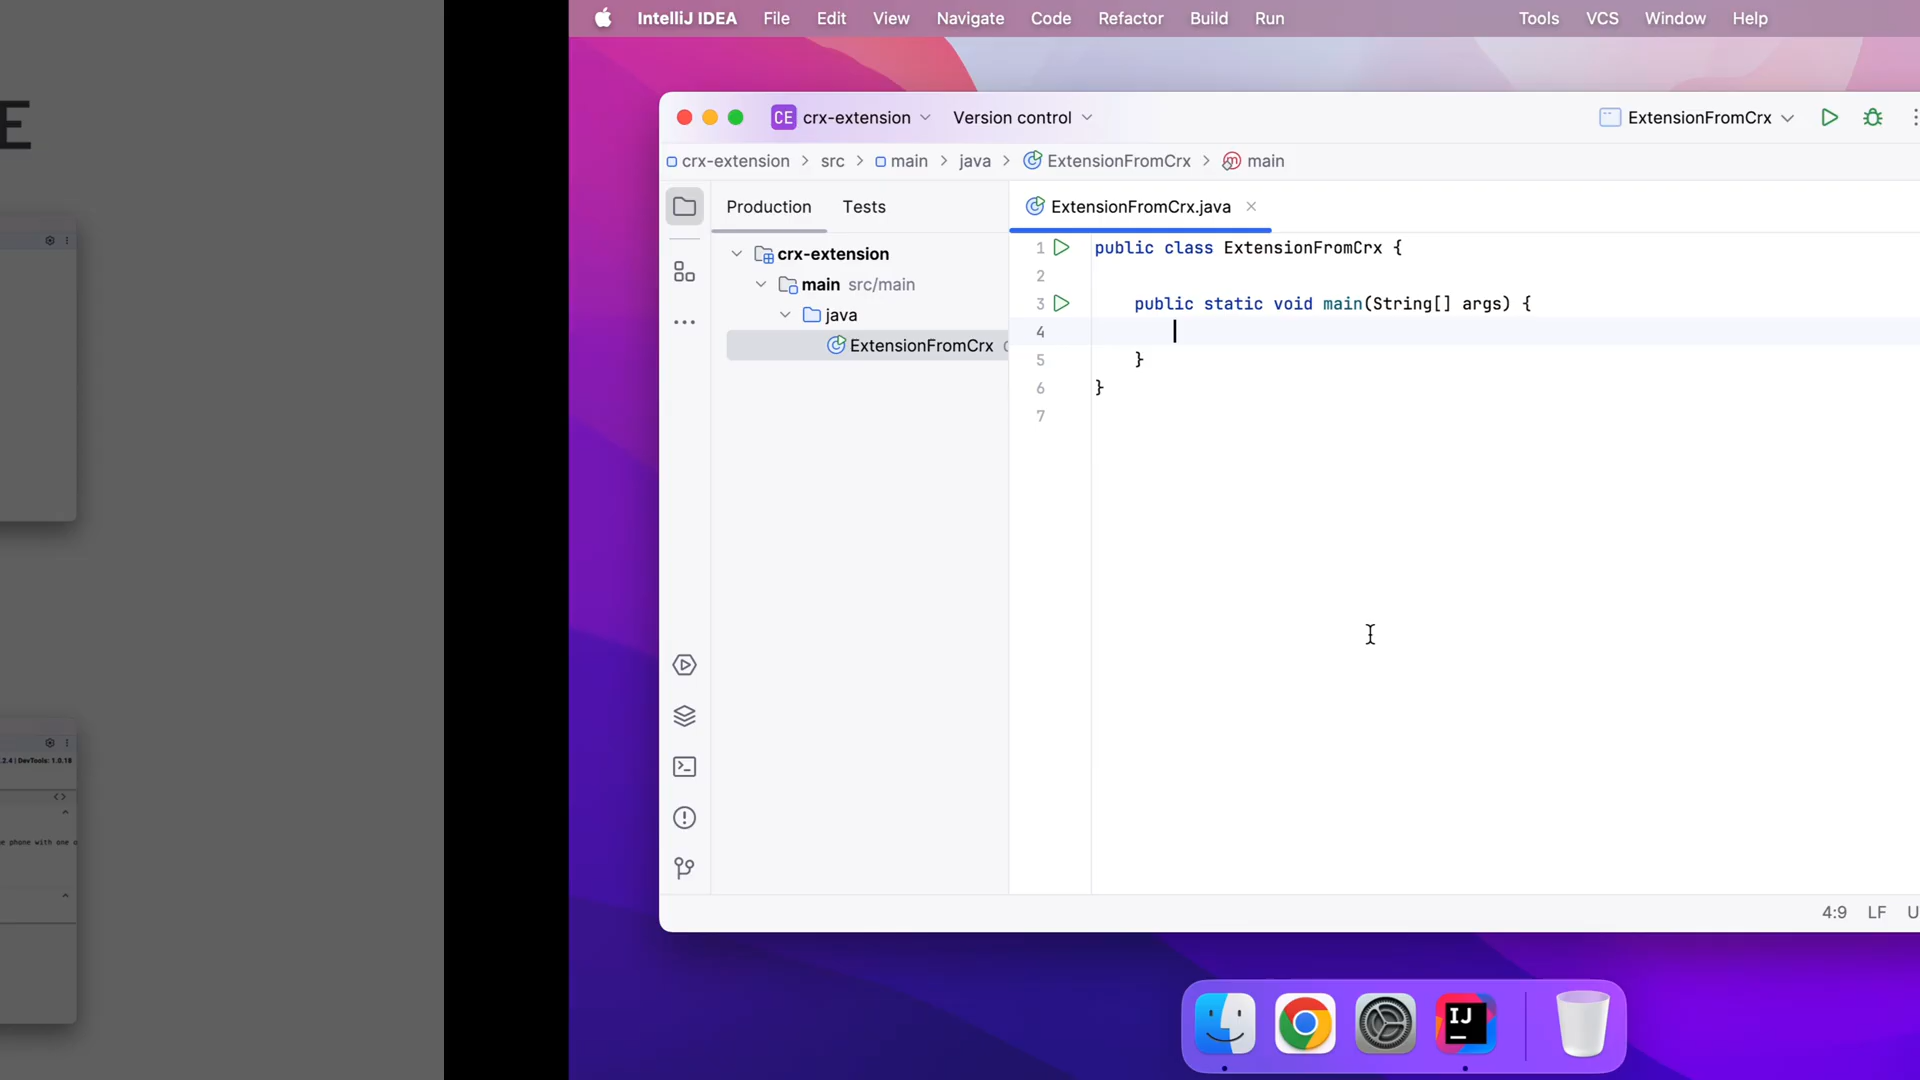 E
.2.4 | DevTools: 1.0.18
e phone with one o
IntelliJ IDEA File Edit View Navigate Code Refactor Build Run Tools VCS Window Help
CE crx-extension Version control ExtensionFromCrx
crx-extension > src > main > java > ExtensionFromCrx > m main
Production Tests ExtensionFromCrx.java
crx-extension
main src/main
java
ExtensionFromCrx
1 public class ExtensionFromCrx {
2
3 public static void main(String[] args) {
4
5 }
6 }
7
4:9 LF U
IJ